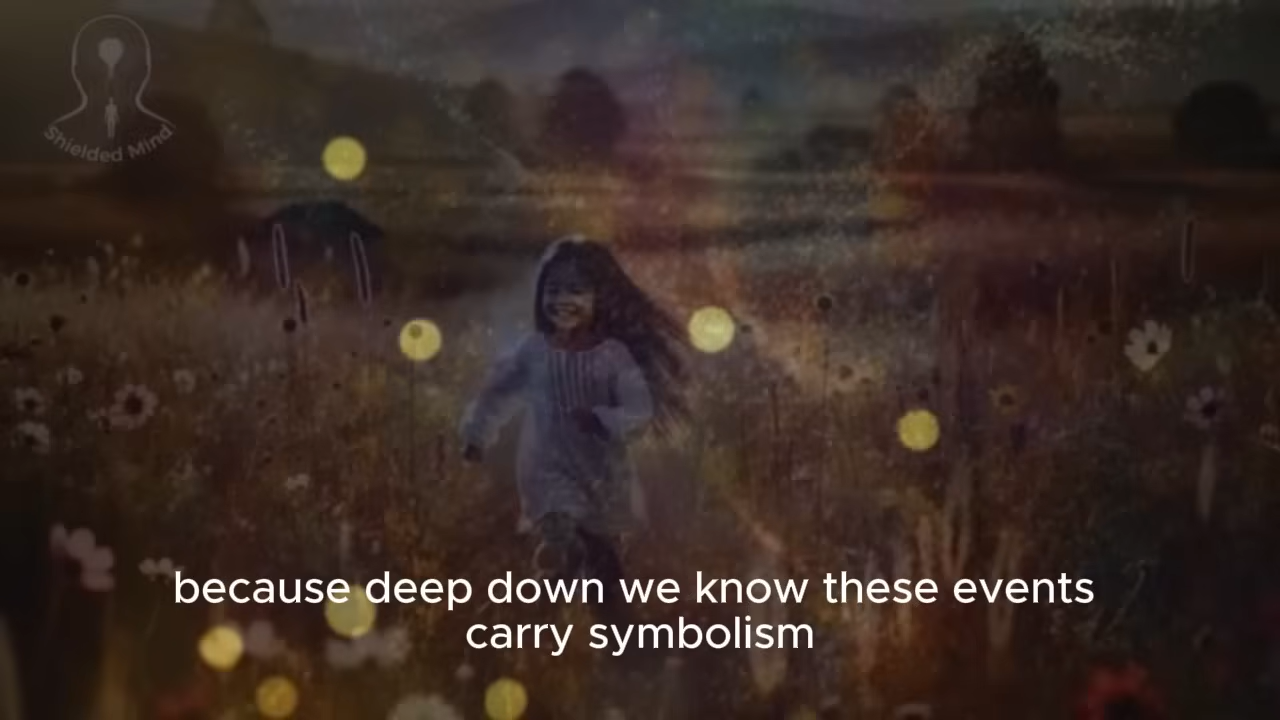 Shielded Mind
because deep down we know these events
carry symbolism